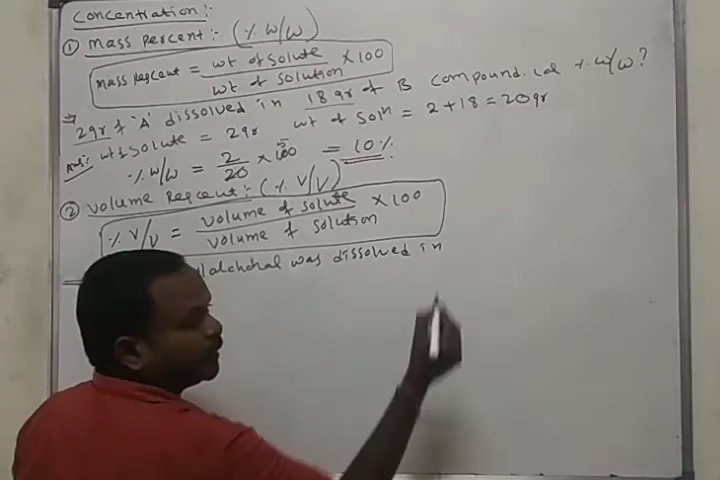 Concentration:-
① Mass Percent:- (% w/w)
Mass Percent = wt of solute / wt of solution × 100
⇒ 2gr of 'A' dissolved in 18 gr of B compound. cal % w/w?
Ans: wt of solute = 2gr wt of Solⁿ = 2 + 18 = 20gr
% w/w = 2/20 × 100 = 10%
② Volume Percent:- (% V/V)
% V/V = volume of solute / volume of solution × 100
alchohal was dissolved in